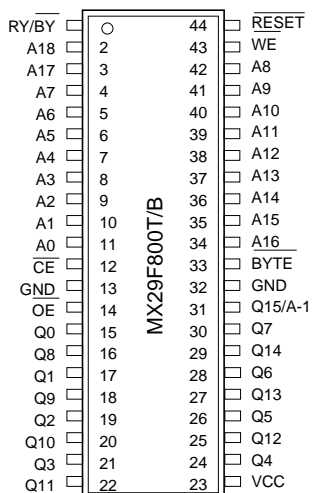 RY/BY 44 RESET
A18 2 43 WE
A17 3 42 A8
A7 4 41 A9
A6 5 40 A10
A5 6 39 A11
A4 7 38 A12
A3 8 37 A13
A2 9 36 A14
A1 10 35 A15
A0 11 34 A16
CE 12 33 BYTE
GND 13 32 GND
OE 14 31 Q15/A-1
Q0 15 30 Q7
Q8 16 29 Q14
Q1 17 28 Q6
Q9 18 27 Q13
Q2 19 26 Q5
Q10 20 25 Q12
Q3 21 24 Q4
Q11 22 23 VCC
MX29F800T/B